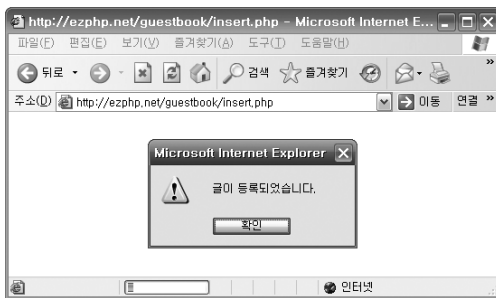 http://ezphp.net/guestbook/insert.php - Microsoft Internet E...
파일(F) 편집(E) 보기(V) 즐겨찾기(A) 도구(T) 도움말(H)
뒤로 검색 즐겨찾기 »
주소(D) http://ezphp.net/guestbook/insert.php 이동 연결 »
Microsoft Internet Explorer
글이 등록되었습니다.
확인
인터넷